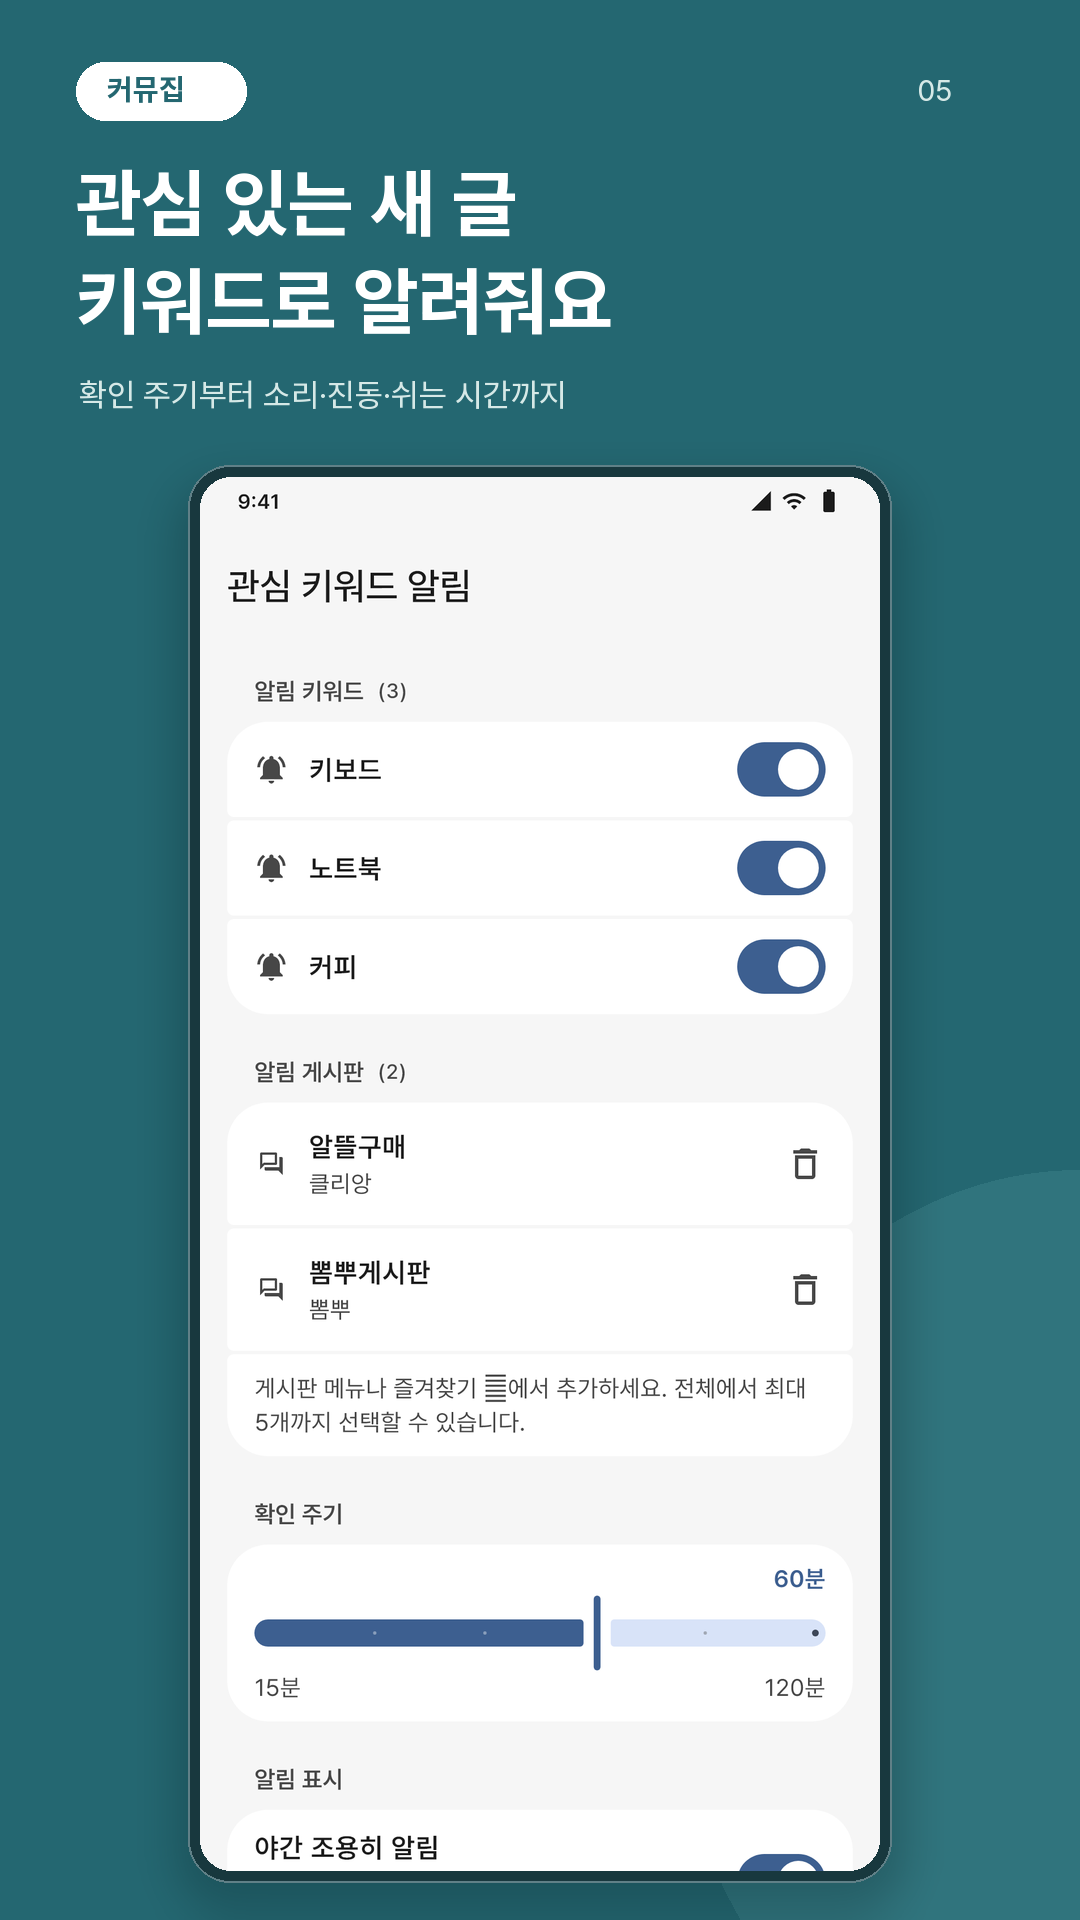 커뮤집
05
관심 있는 새 글
키워드로 알려줘요
확인 주기부터 소리·진동·쉬는 시간까지
9:41
관심 키워드 알림
알림 키워드 (3)
키보드
노트북
커피
알림 게시판 (2)
알뜰구매
클리앙
뽐뿌게시판
뽐뿌
게시판 메뉴나 즐겨찾기 에서 추가하세요. 전체에서 최대
5개까지 선택할 수 있습니다.
확인 주기
60분
15분
120분
알림 표시
야간 조용히 알림